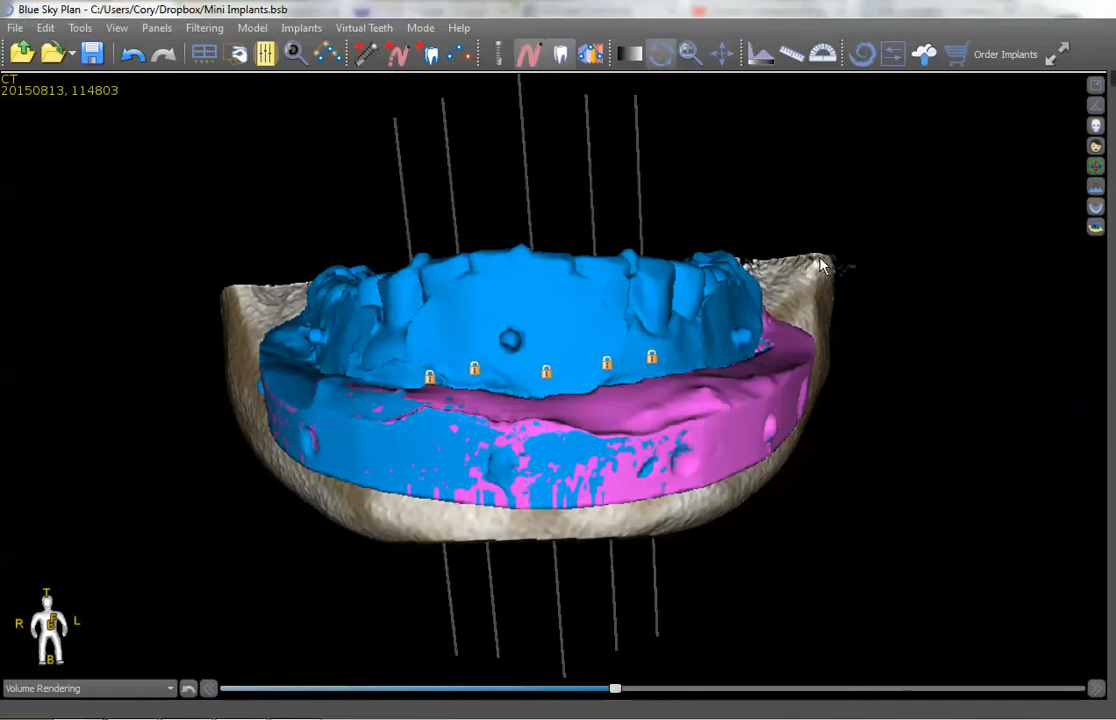 Blue Sky Plan - C:/Users/Cory/Dropbox/Mini Implants.bsb
File Edit Tools View Panels Filtering Model Implants Virtual Teeth Mode Help
Order Implants
CT
20150813, 114803
T
R L
B
Volume Rendering